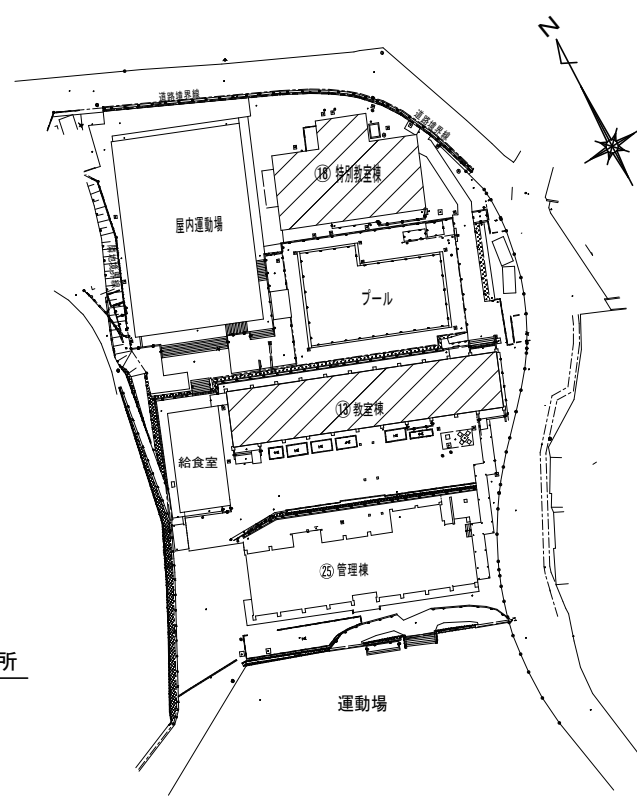 N
道路境界線
道路境界線
⑱ 特別教室棟
屋内運動場
プール
⑬ 教室棟
給食室
㉕ 管理棟
所
運動場